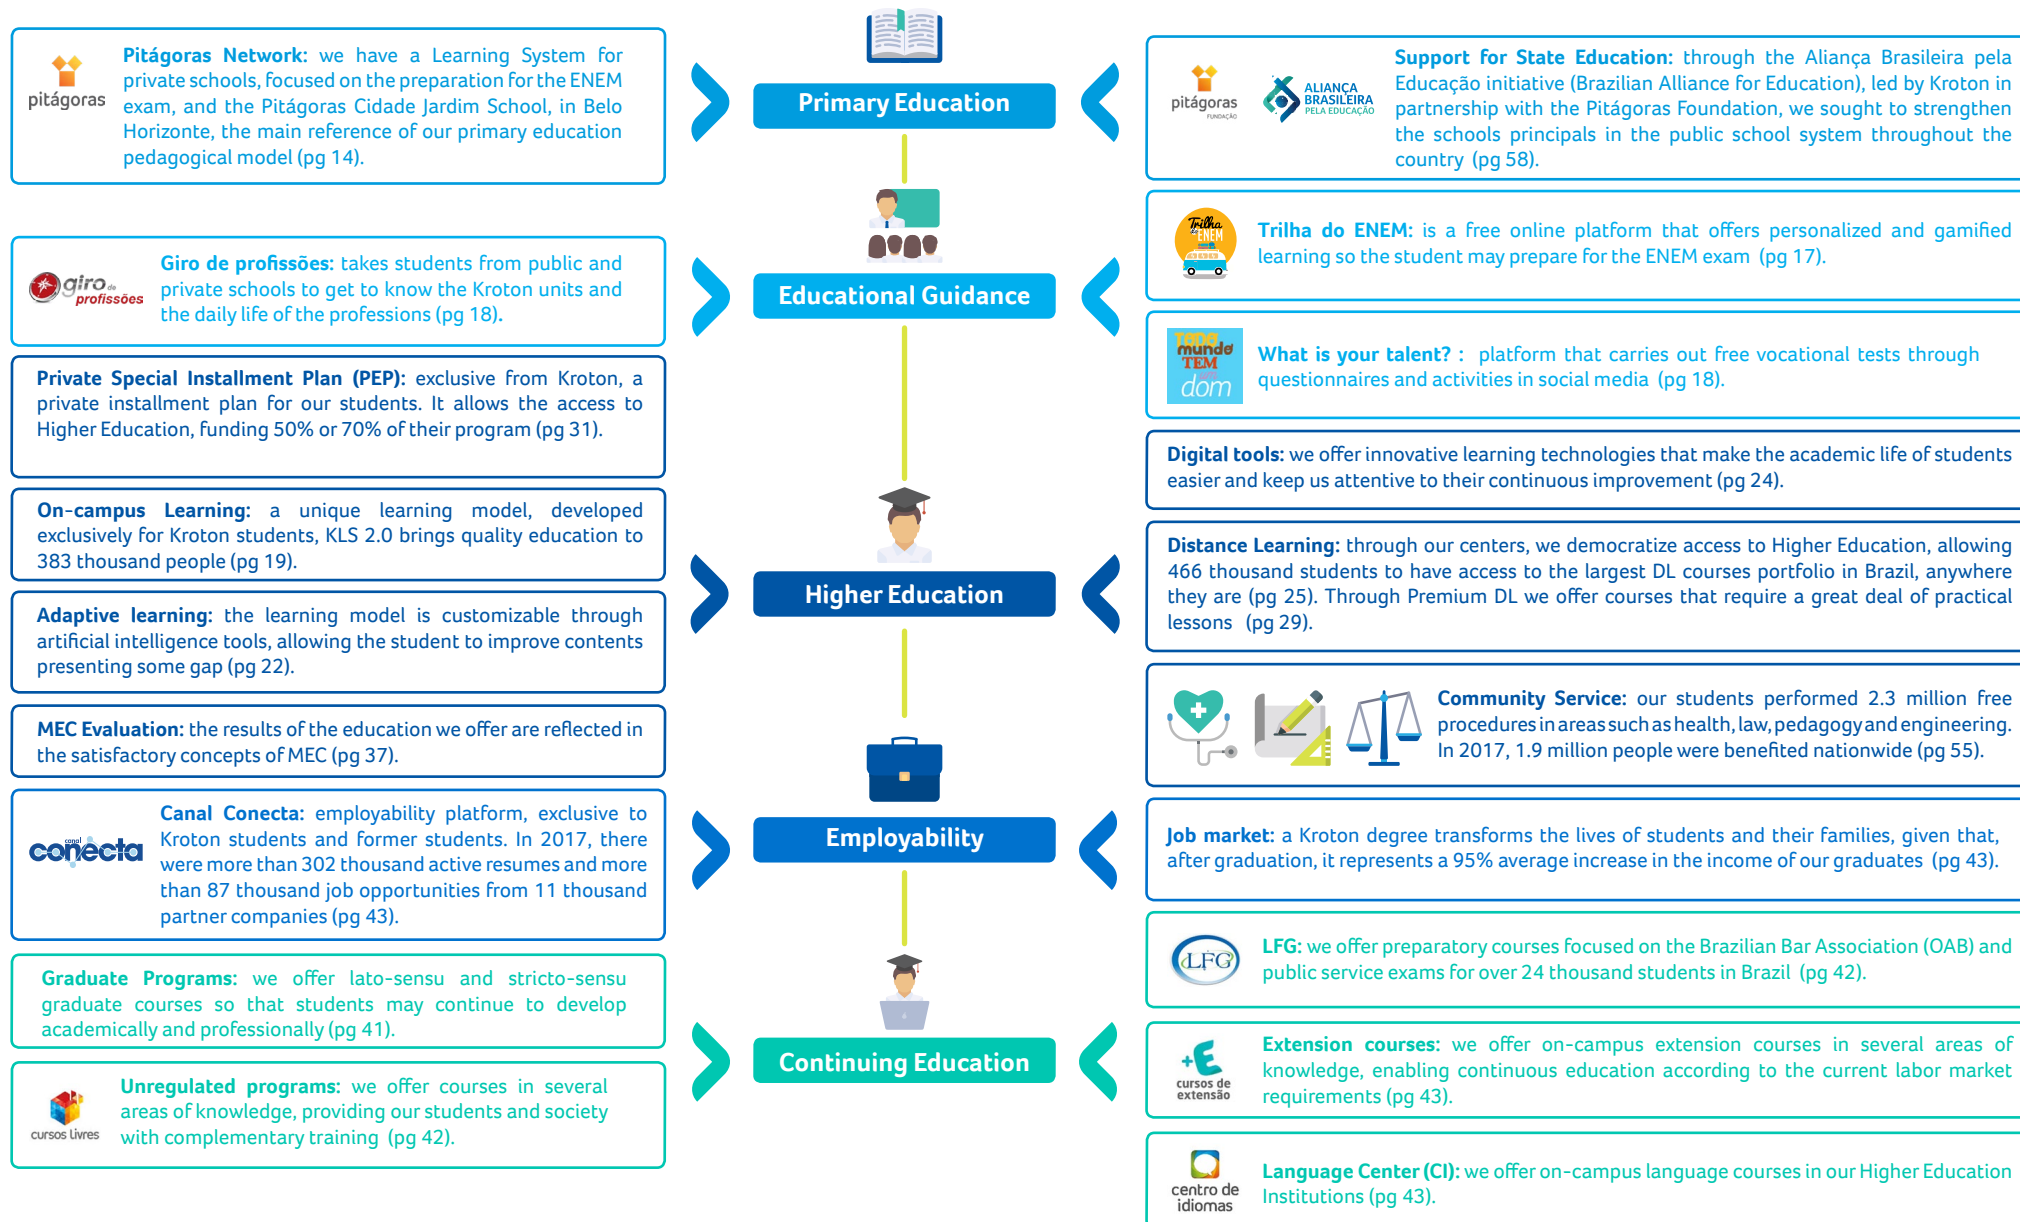 pitágoras
Pitágoras Network: we have a Learning System for
private schools, focused on the preparation for the ENEM
exam, and the Pitágoras Cidade Jardim School, in Belo
Horizonte, the main reference of our primary education
pedagogical model (pg 14).
giro de
profissões
Giro de profissões: takes students from public and
private schools to get to know the Kroton units and
the daily life of the professions (pg 18).
Private Special Installment Plan (PEP): exclusive from Kroton, a
private installment plan for our students. It allows the access to
Higher Education, funding 50% or 70% of their program (pg 31).
On-campus Learning: a unique learning model, developed
exclusively for Kroton students, KLS 2.0 brings quality education to
383 thousand people (pg 19).
Adaptive learning: the learning model is customizable through
artificial intelligence tools, allowing the student to improve contents
presenting some gap (pg 22).
MEC Evaluation: the results of the education we offer are reflected in
the satisfactory concepts of MEC (pg 37).
canal
conecta
Canal Conecta: employability platform, exclusive to
Kroton students and former students. In 2017, there
were more than 302 thousand active resumes and more
than 87 thousand job opportunities from 11 thousand
partner companies (pg 43).
Graduate Programs: we offer lato-sensu and stricto-sensu
graduate courses so that students may continue to develop
academically and professionally (pg 41).
cursos livres
Unregulated programs: we offer courses in several
areas of knowledge, providing our students and society
with complementary training (pg 42).
Primary Education
Educational Guidance
Higher Education
Employability
Continuing Education
pitágoras
FUNDAÇÃO
ALIANÇA
BRASILEIRA
PELA EDUCAÇÃO
Support for State Education: through the Aliança Brasileira pela
Educação initiative (Brazilian Alliance for Education), led by Kroton in
partnership with the Pitágoras Foundation, we sought to strengthen
the schools principals in the public school system throughout the
country (pg 58).
Trilha
do ENEM
Trilha do ENEM: is a free online platform that offers personalized and gamified
learning so the student may prepare for the ENEM exam (pg 17).
TODO
mundo
TEM
um
dom
What is your talent? : platform that carries out free vocational tests through
questionnaires and activities in social media (pg 18).
Digital tools: we offer innovative learning technologies that make the academic life of students
easier and keep us attentive to their continuous improvement (pg 24).
Distance Learning: through our centers, we democratize access to Higher Education, allowing
466 thousand students to have access to the largest DL courses portfolio in Brazil, anywhere
they are (pg 25). Through Premium DL we offer courses that require a great deal of practical
lessons (pg 29).
Community Service: our students performed 2.3 million free
procedures in areas such as health, law, pedagogy and engineering.
In 2017, 1.9 million people were benefited nationwide (pg 55).
Job market: a Kroton degree transforms the lives of students and their families, given that,
after graduation, it represents a 95% average increase in the income of our graduates (pg 43).
LFG
LFG: we offer preparatory courses focused on the Brazilian Bar Association (OAB) and
public service exams for over 24 thousand students in Brazil (pg 42).
+E
cursos de
extensão
Extension courses: we offer on-campus extension courses in several areas of
knowledge, enabling continuous education according to the current labor market
requirements (pg 43).
centro de
idiomas
Language Center (CI): we offer on-campus language courses in our Higher Education
Institutions (pg 43).